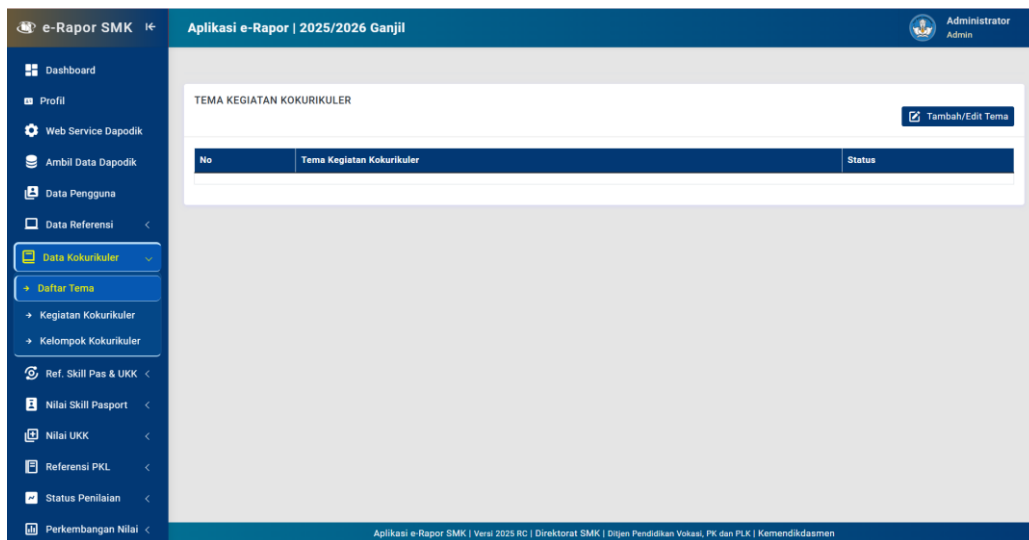 e-Rapor SMK
Aplikasi e-Rapor | 2025/2026 Ganjil
Administrator
Admin
Dashboard
Profil
Web Service Dapodik
Ambil Data Dapodik
Data Pengguna
Data Referensi
Data Kokurikuler
Daftar Tema
Kegiatan Kokurikuler
Kelompok Kokurikuler
Ref. Skill Pas & UKK
Nilai Skill Pasport
Nilai UKK
Referensi PKL
Status Penilaian
Perkembangan Nilai
TEMA KEGIATAN KOKURIKULER
Tambah/Edit Tema
No Tema Kegiatan Kokurikuler Status
Aplikasi e-Rapor SMK | Versi 2025 RC | Direktorat SMK | Ditjen Pendidikan Vokasi, PK dan PLK | Kemendikdasmen